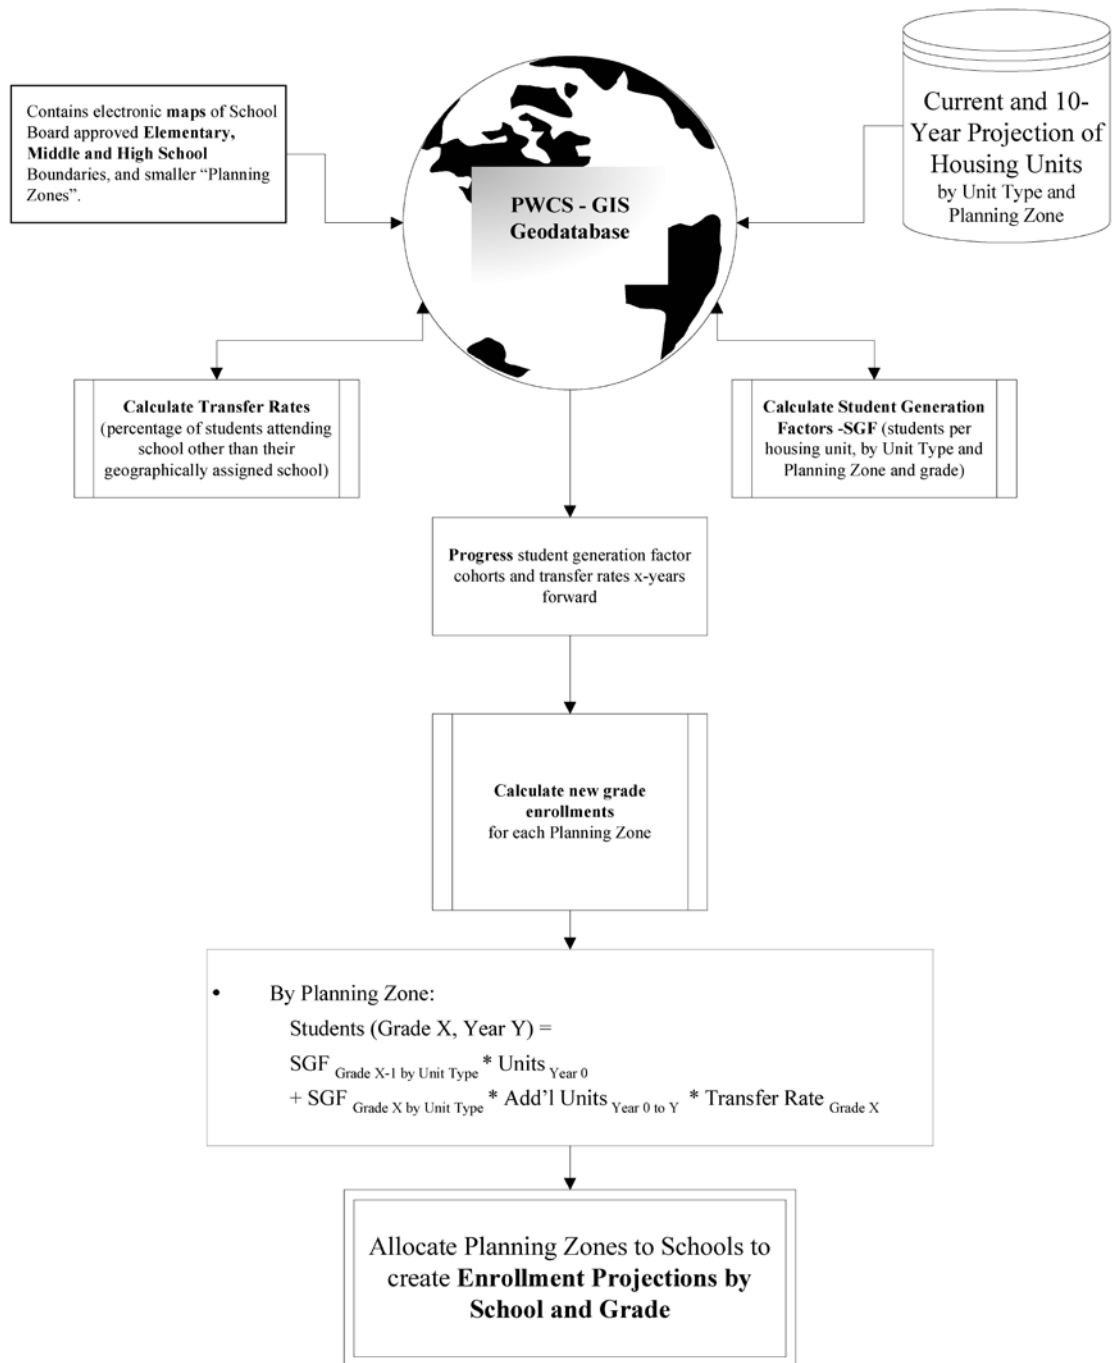 Contains electronic maps of School
Board approved Elementary,
Middle and High School
Boundaries, and smaller “Planning
Zones”.
PWCS - GIS
Geodatabase
Current and 10-
Year Projection of
Housing Units
by Unit Type and
Planning Zone
Calculate Transfer Rates
(percentage of students attending
school other than their
geographically assigned school)
Calculate Student Generation
Factors -SGF (students per
housing unit, by Unit Type and
Planning Zone and grade)
Progress student generation factor
cohorts and transfer rates x-years
forward
Calculate new grade
enrollments
for each Planning Zone
• By Planning Zone:
Students (Grade X, Year Y) =
SGF Grade X-1 by Unit Type * Units Year 0
+ SGF Grade X by Unit Type * Add’l Units Year 0 to Y * Transfer Rate Grade X
Allocate Planning Zones to Schools to
create Enrollment Projections by
School and Grade